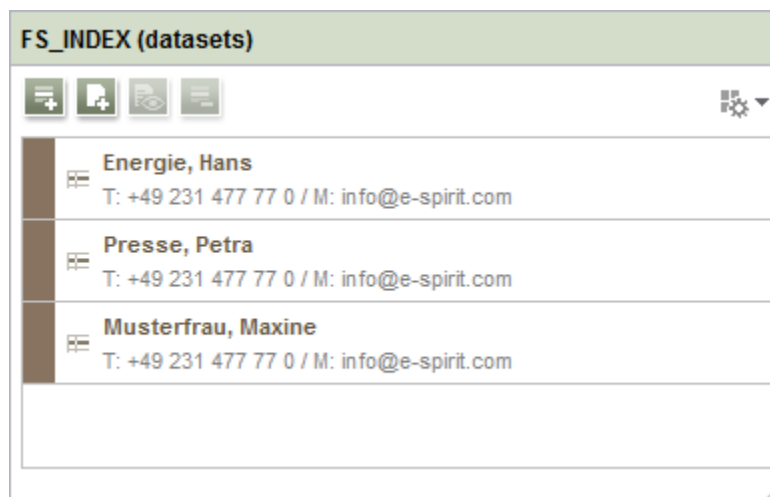 FS_INDEX (datasets)
Energie, Hans
T: +49 231 477 77 0 / M: info@e-spirit.com
Presse, Petra
T: +49 231 477 77 0 / M: info@e-spirit.com
Musterfrau, Maxine
T: +49 231 477 77 0 / M: info@e-spirit.com